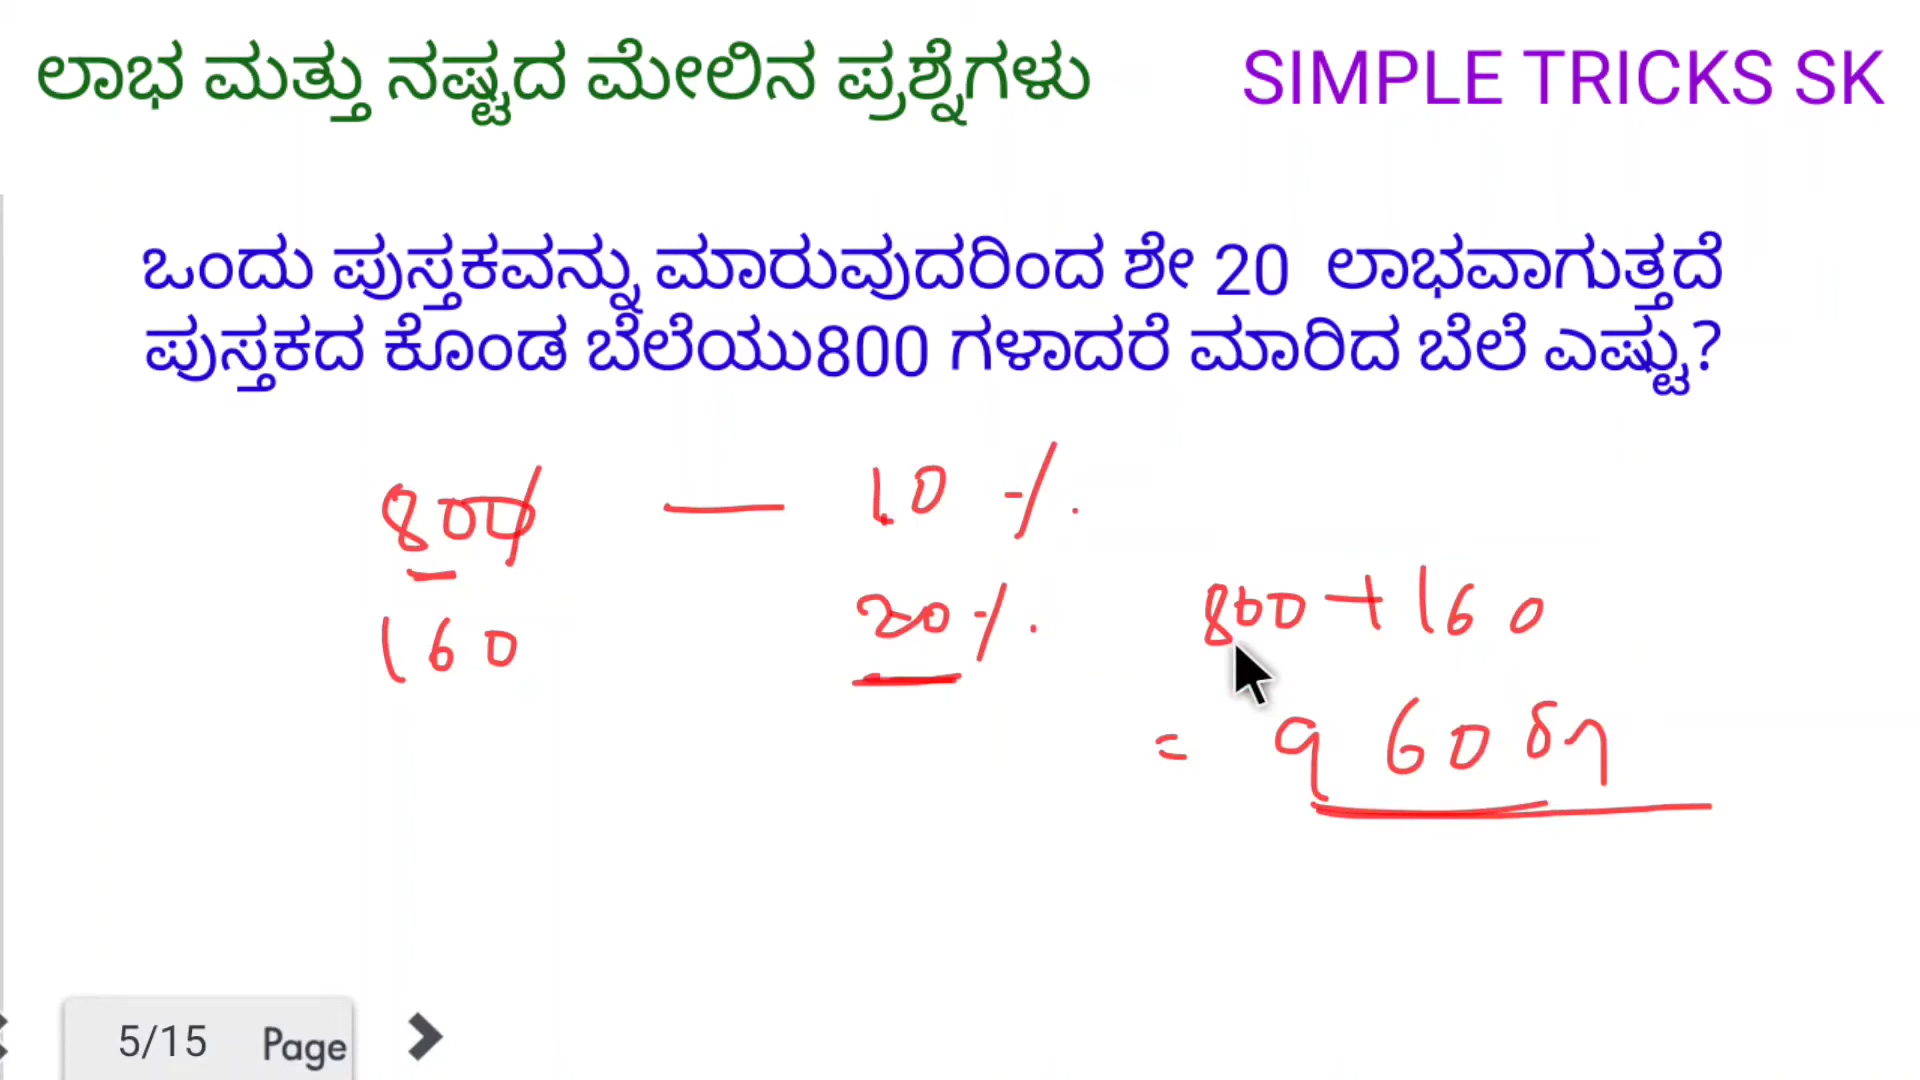 ಲಾಭ ಮತ್ತು ನಷ್ಟದ ಮೇಲಿನ ಪ್ರಶ್ನೆಗಳು SIMPLE TRICKS SK
ಒಂದು ಪುಸ್ತಕವನ್ನು ಮಾರುವುದರಿಂದ ಶೇ 20 ಲಾಭವಾಗುತ್ತದೆ
ಪುಸ್ತಕದ ಕೊಂಡ ಬೆಲೆಯು800 ಗಳಾದರೆ ಮಾರಿದ ಬೆಲೆ ಎಷ್ಟು?
800 — 10 %
160 20 % 800 + 160
= 960
5/15 Page